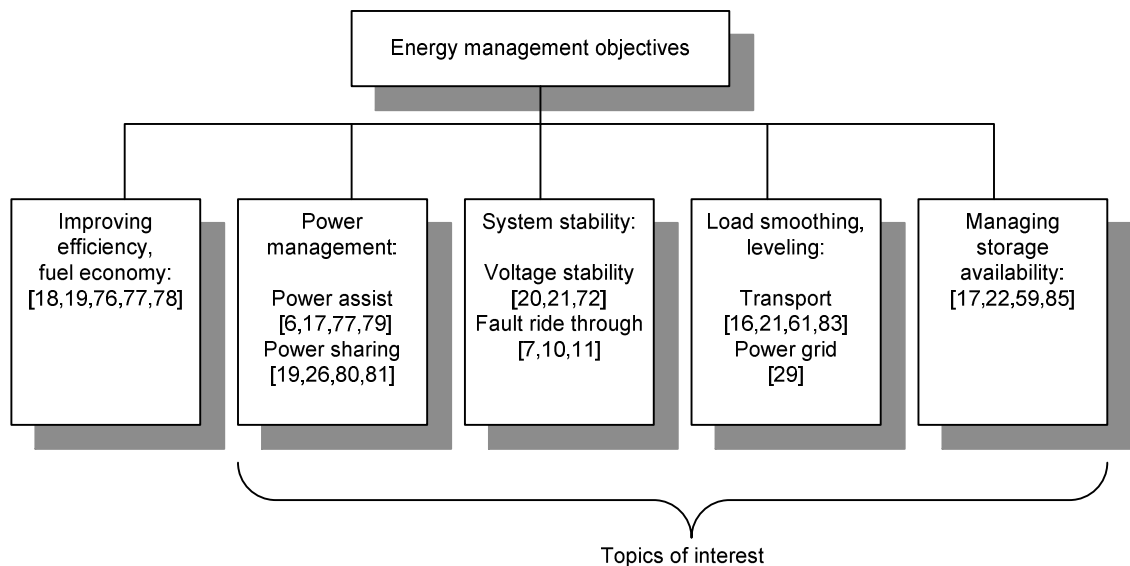 Energy management objectives
Improving
efficiency,
fuel economy:
[18,19,76,77,78]
Power
management:
Power assist
[6,17,77,79]
Power sharing
[19,26,80,81]
System stability:
Voltage stability
[20,21,72]
Fault ride through
[7,10,11]
Load smoothing,
leveling:
Transport
[16,21,61,83]
Power grid
[29]
Managing
storage
availability:
[17,22,59,85]
Topics of interest